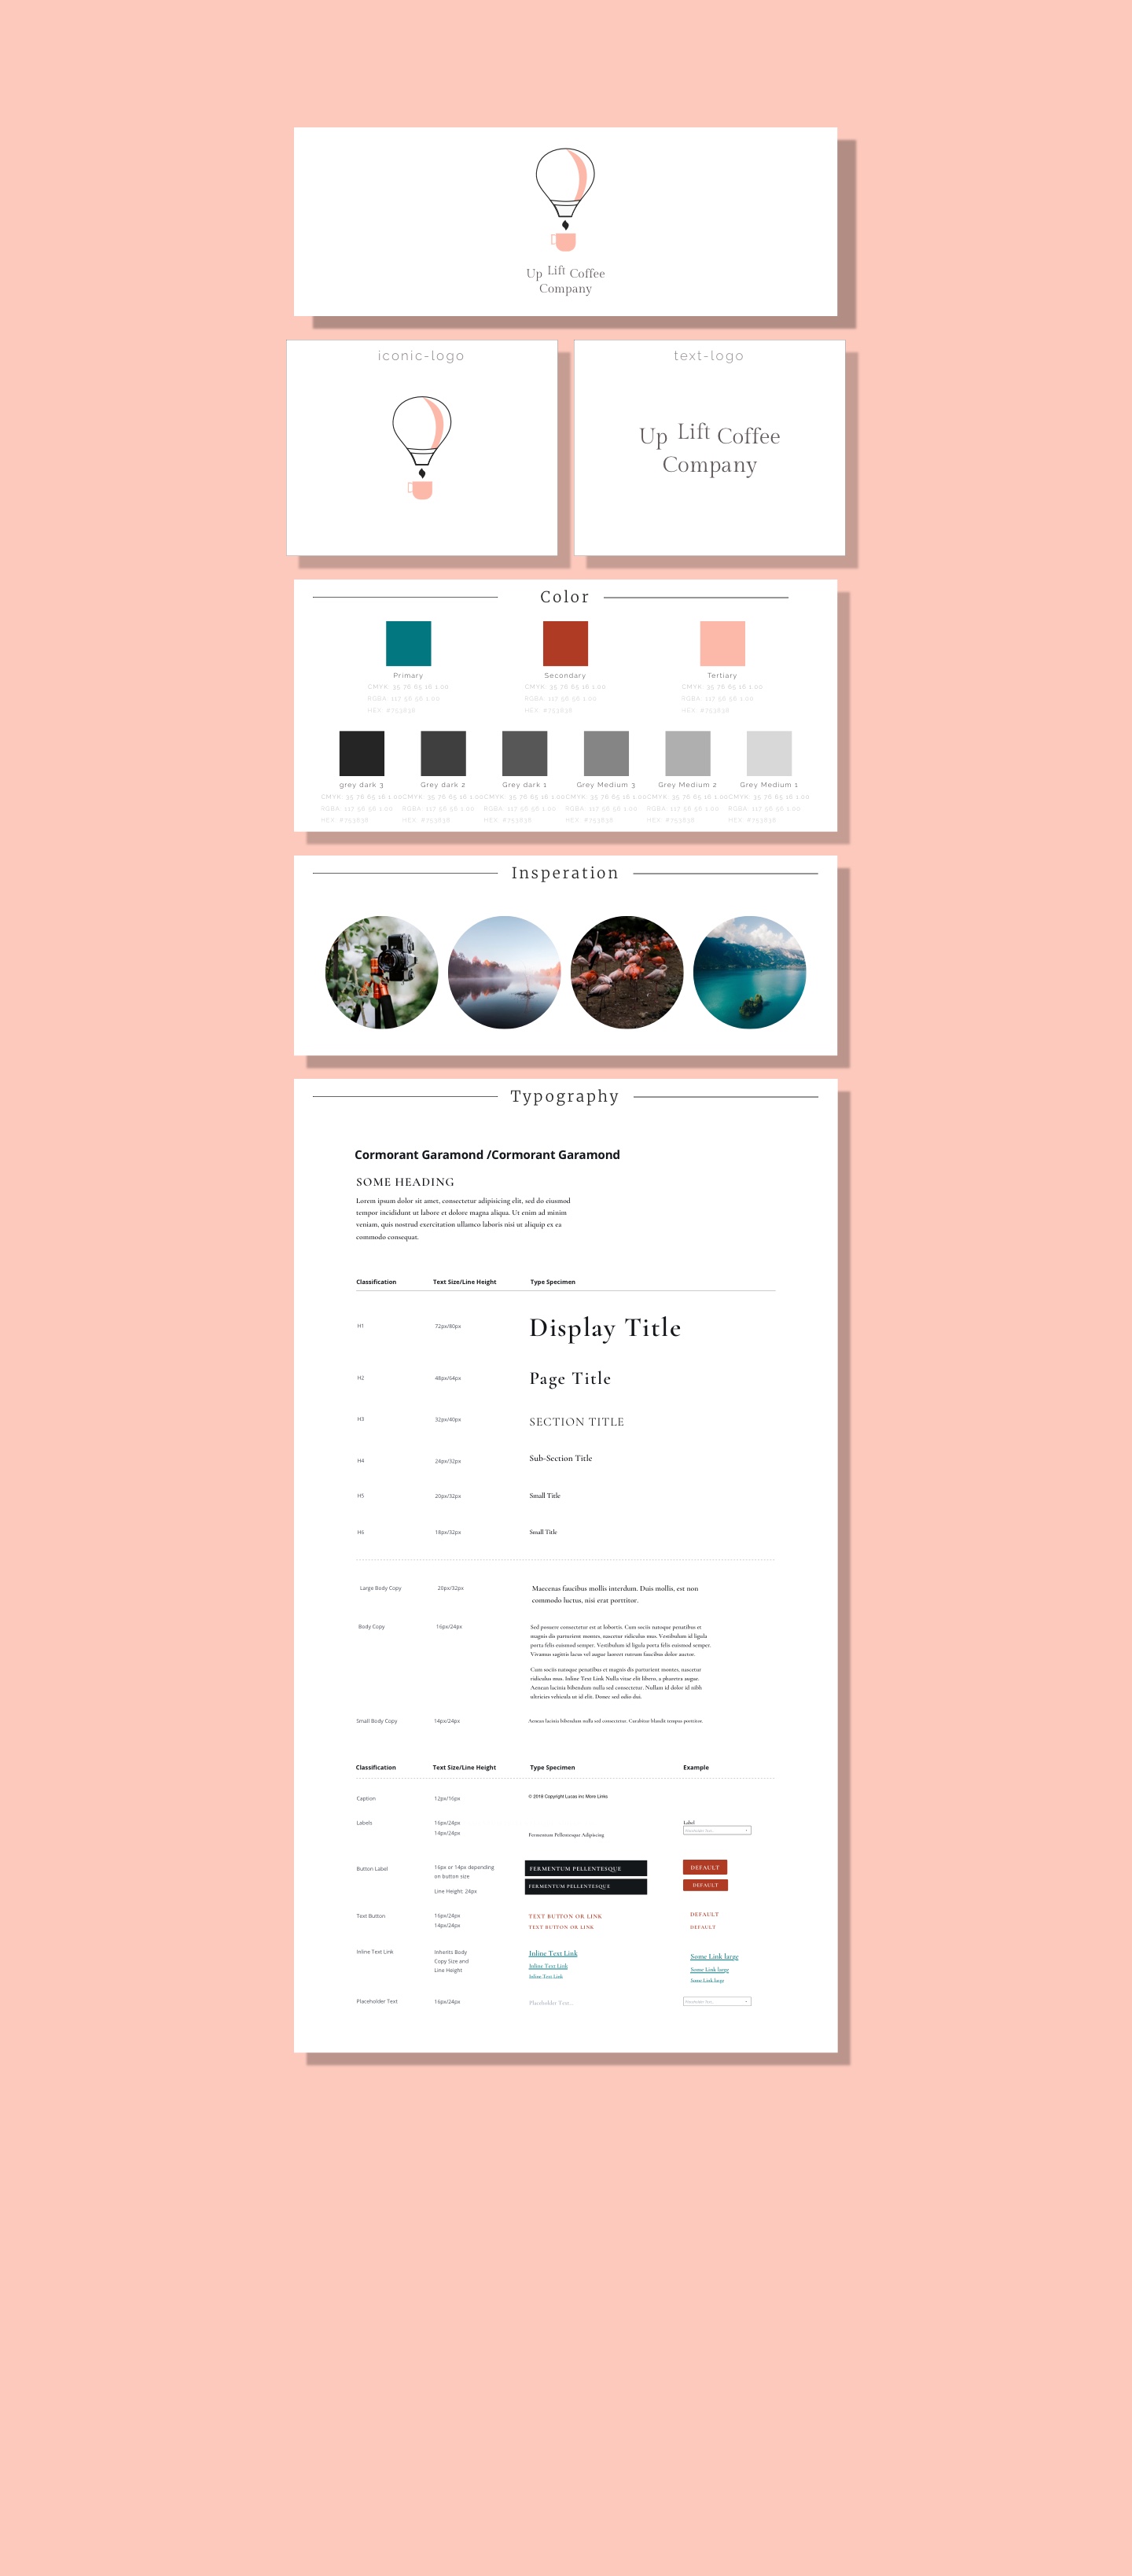 Up Lift Coffee
Company
iconic-logo
text-logo
Up Lift Coffee
Company
Color
Primary
Secondary
Tertiary
CMYK: 35 76 65 16 1.00
CMYK: 35 76 65 16 1.00
CMYK: 35 76 65 16 1.00
RGBA: 117 56 56 1.00
RGBA: 117 56 56 1.00
RGBA: 117 56 56 1.00
HEX: #753838
HEX: #753838
HEX: #753838
grey dark 3
Grey dark 2
Grey dark 1
Grey Medium 3
Grey Medium 2
Grey Medium 1
CMYK: 35 76 65 16 1.00
CMYK: 35 76 65 16 1.00
CMYK: 35 76 65 16 1.00
CMYK: 35 76 65 16 1.00
CMYK: 35 76 65 16 1.00
CMYK: 35 76 65 16 1.00
RGBA: 117 56 56 1.00
RGBA: 117 56 56 1.00
RGBA: 117 56 56 1.00
RGBA: 117 56 56 1.00
RGBA: 117 56 56 1.00
RGBA: 117 56 56 1.00
HEX: #753838
HEX: #753838
HEX: #753838
HEX: #753838
HEX: #753838
HEX: #753838
Insperation
Typography
Cormorant Garamond /Cormorant Garamond
SOME HEADING
Lorem ipsum dolor sit amet, consectetur adipisicing elit, sed do eiusmod
tempor incididunt ut labore et dolore magna aliqua. Ut enim ad minim
veniam, quis nostrud exercitation ullamco laboris nisi ut aliquip ex ea
commodo consequat.
Classification
Text Size/Line Height
Type Specimen
H1
72px/80px
Display Title
H2
48px/64px
Page Title
H3
32px/40px
SECTION TITLE
H4
24px/32px
Sub-Section Title
H5
20px/32px
Small Title
H6
18px/32px
Small Title
Large Body Copy
20px/32px
Maecenas faucibus mollis interdum. Duis mollis, est non
commodo luctus, nisi erat porttitor.
Body Copy
16px/24px
Sed posuere consectetur est at lobortis. Cum sociis natoque penatibus et
magnis dis parturient montes, nascetur ridiculus mus. Vestibulum id ligula
porta felis euismod semper. Vestibulum id ligula porta felis euismod semper.
Vivamus sagittis lacus vel augue laoreet rutrum faucibus dolor auctor.
Cum sociis natoque penatibus et magnis dis parturient montes, nascetur
ridiculus mus. Inline Text Link Nulla vitae elit libero, a pharetra augue.
Aenean lacinia bibendum nulla sed consectetur. Nullam id dolor id nibh
ultricies vehicula ut id elit. Donec sed odio dui.
Small Body Copy
14px/24px
Aenean lacinia bibendum nulla sed consectetur. Curabitur blandit tempus porttitor.
Classification
Text Size/Line Height
Type Specimen
Example
Caption
12px/16px
© 2018 Copyright Lucas Inc More Links
Labels
16px/24px
14px/24px
Fermentum Pellentesque Adipiscing
Label
Placeholder Text...
Button Label
16px or 14px depending
on button size
Line Height: 24px
FERMENTUM PELLENTESQUE
FERMENTUM PELLENTESQUE
DEFAULT
DEFAULT
Text Button
16px/24px
14px/24px
TEXT BUTTON OR LINK
TEXT BUTTON OR LINK
DEFAULT
DEFAULT
Inline Text Link
Inherits Body
Copy Size and
Line Height
Inline Text Link
Inline Text Link
Inline Text Link
Some Link large
Some Link large
Some Link large
Placeholder Text
16px/24px
Placeholder Text...
Placeholder Text...